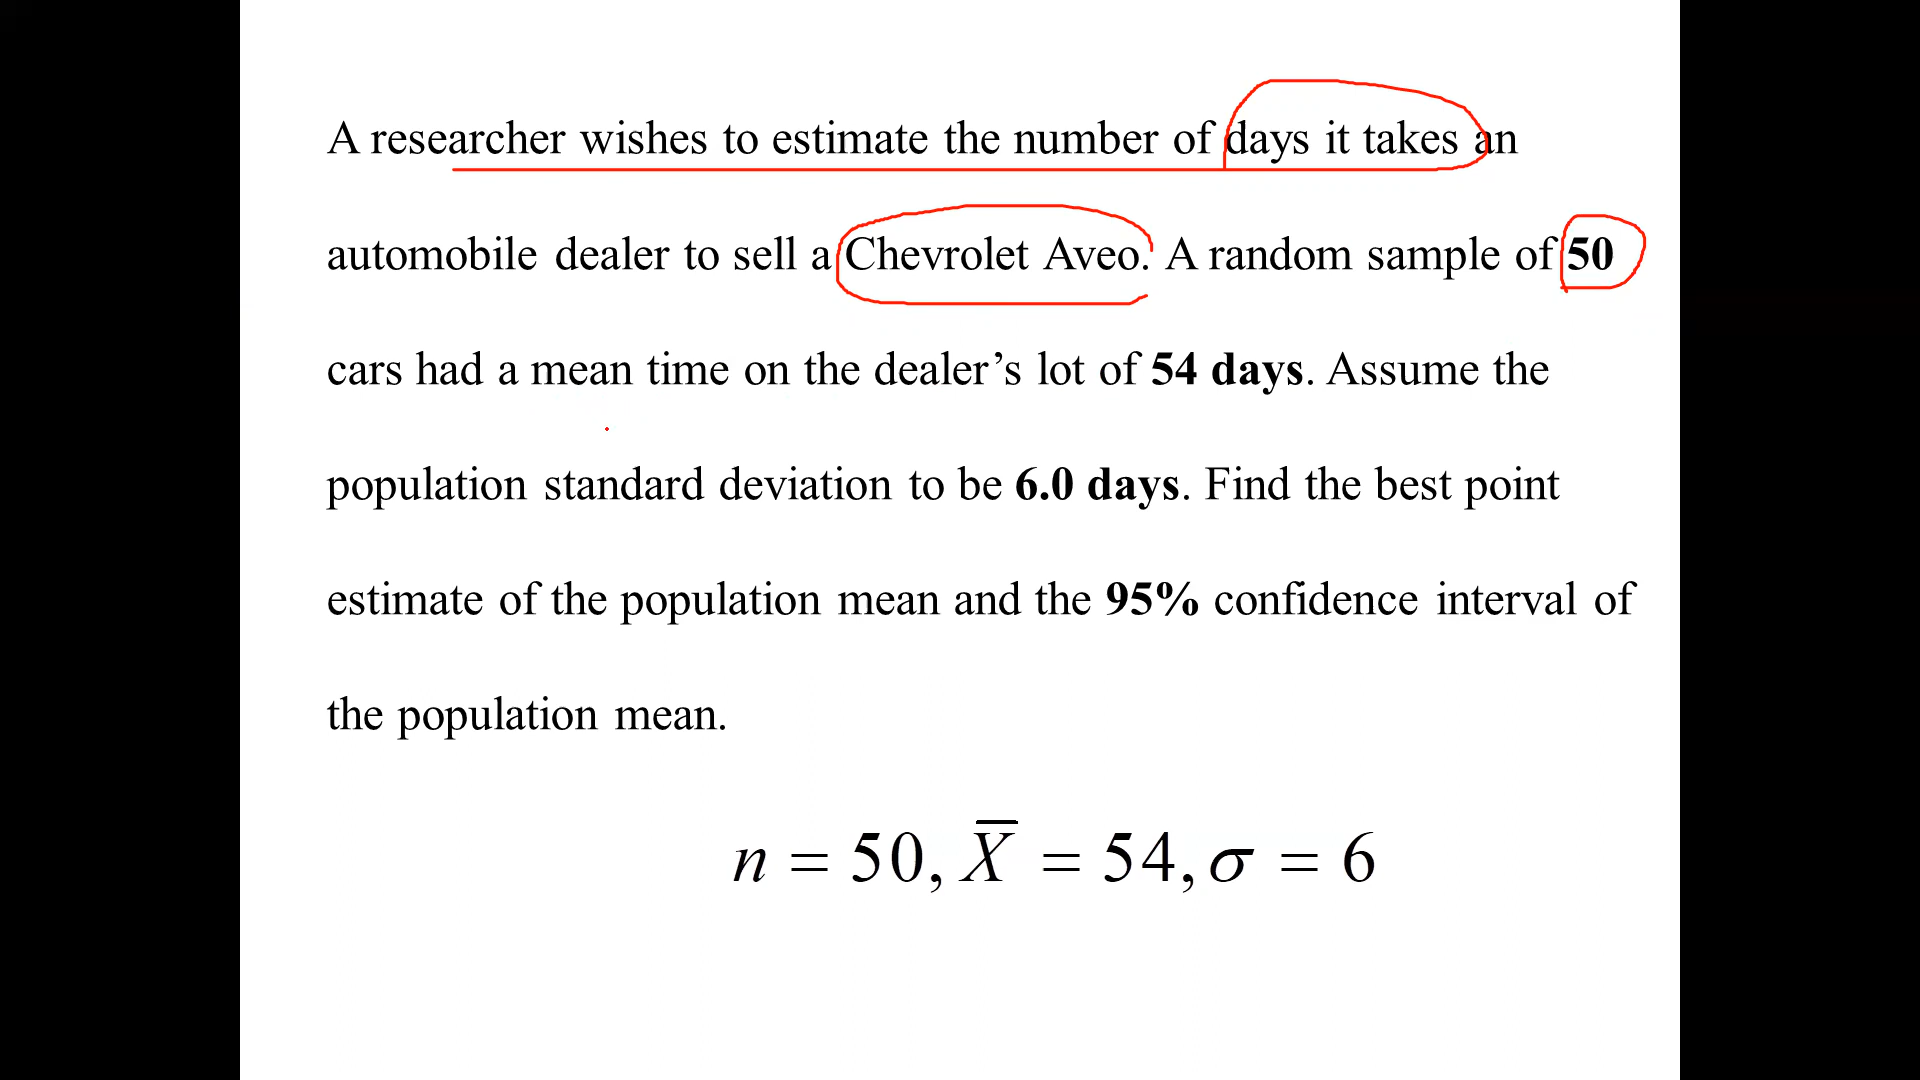 A researcher wishes to estimate the number of days it takes an
automobile dealer to sell a Chevrolet Aveo. A random sample of 50
cars had a mean time on the dealer’s lot of 54 days. Assume the
population standard deviation to be 6.0 days. Find the best point
estimate of the population mean and the 95% confidence interval of
the population mean.
n = 50, X̅ = 54, σ = 6